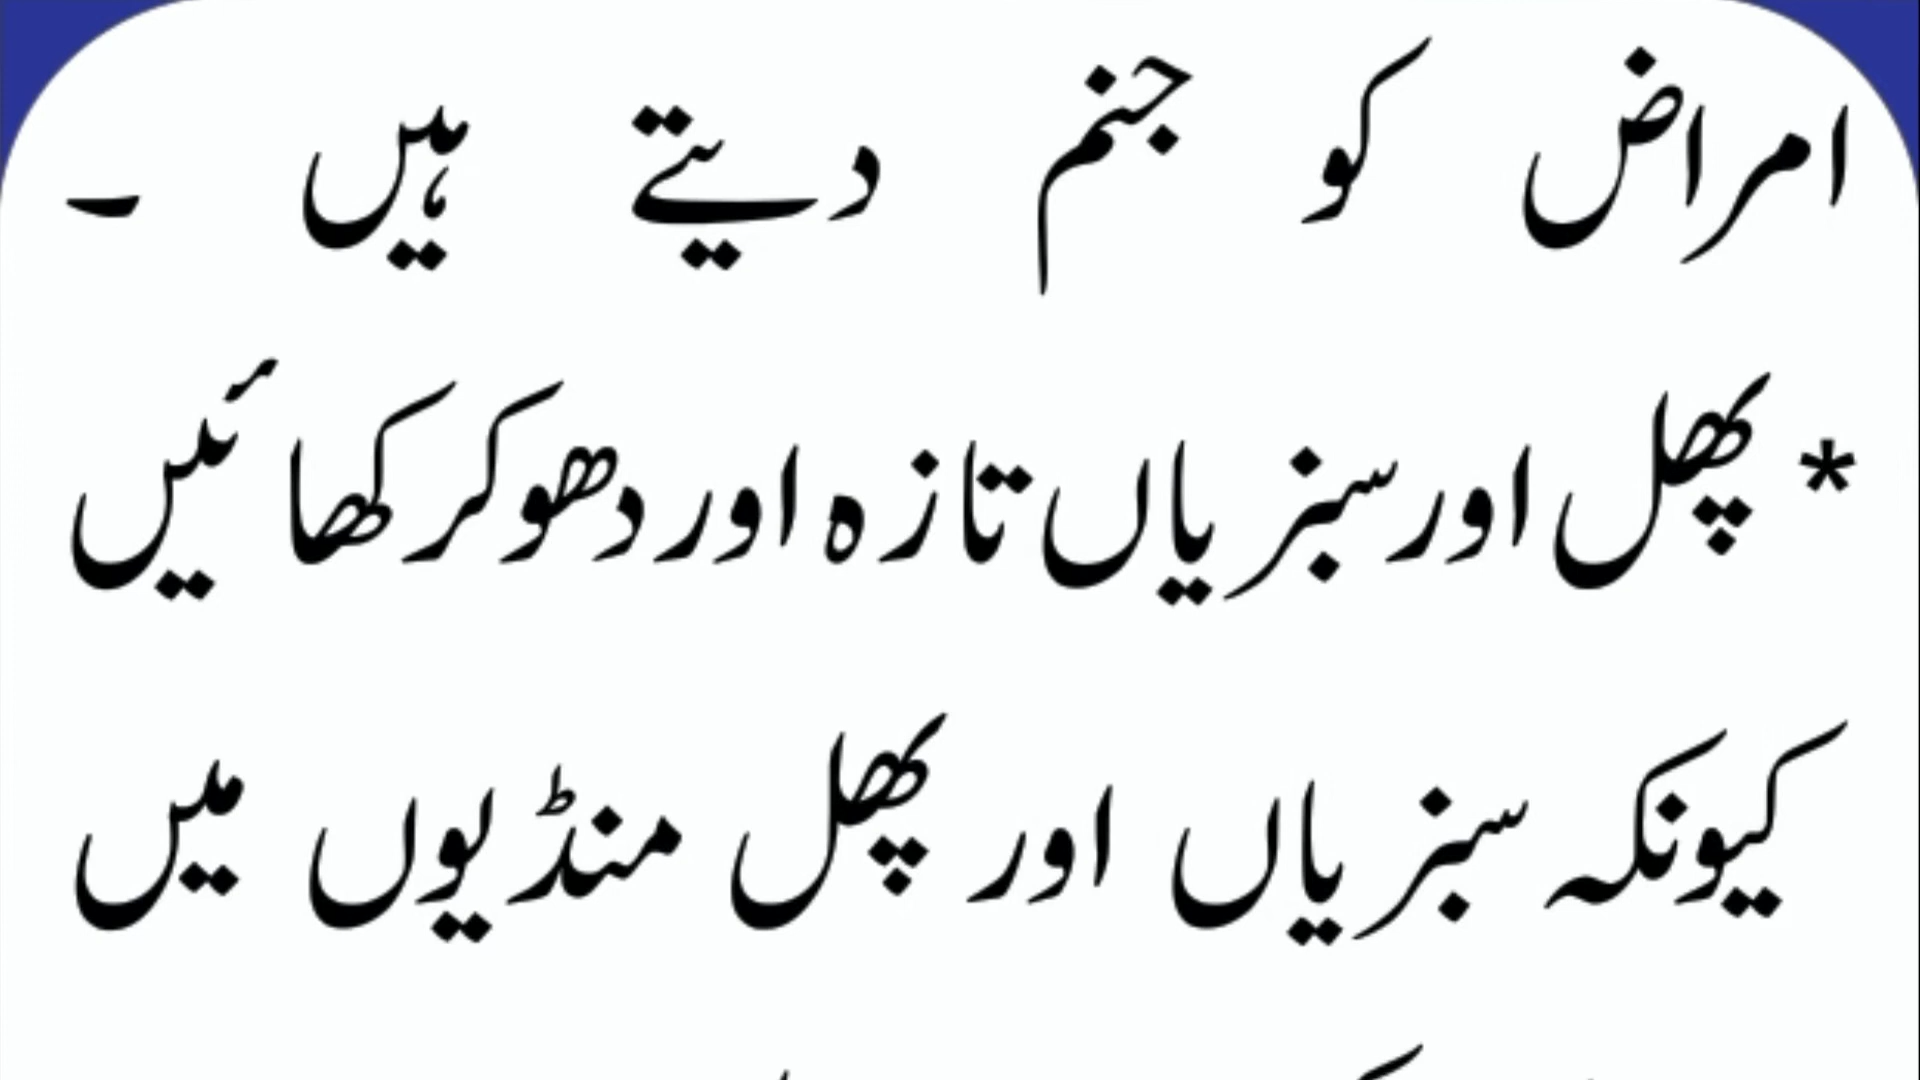 امراض کو جنم دیتے ہیں ۔
* پھل اور سبزیاں تازہ اور دھو کر کھائیں
کیونکہ سبزیاں اور پھل منڈیوں میں